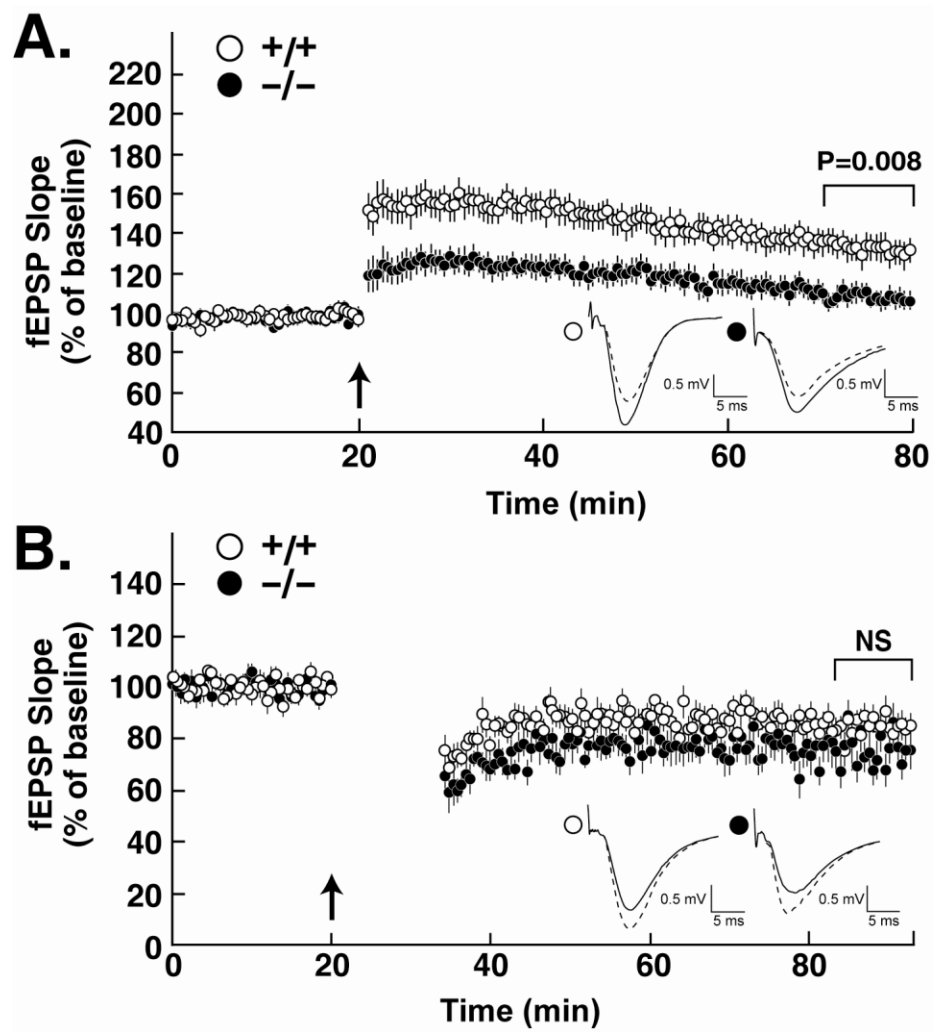 A.
+/+
–/–
220
200
180
160
140
120
100
80
60
40
fEPSP Slope
(% of baseline)
P=0.008
0.5 mV
5 ms
0.5 mV
5 ms
0
20
40
60
80
Time (min)
B.
+/+
–/–
140
120
100
80
60
40
20
0
fEPSP Slope
(% of baseline)
NS
0.5 mV
5 ms
0.5 mV
5 ms
0
20
40
60
80
Time (min)